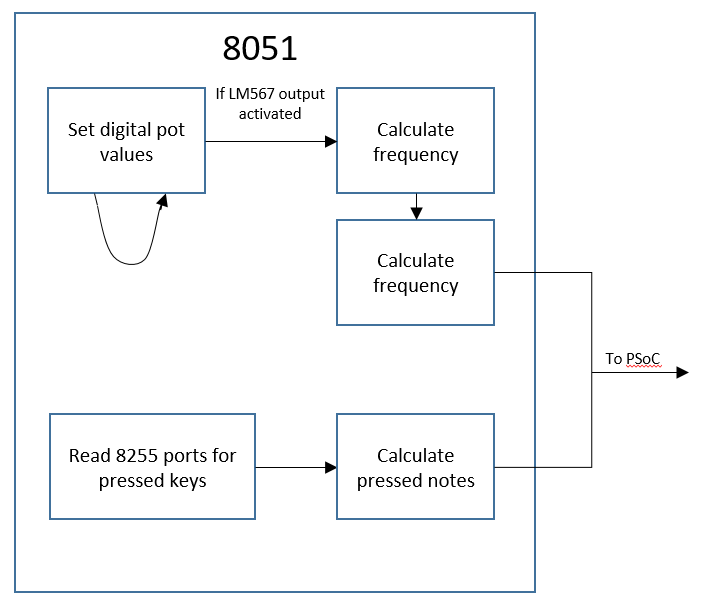 8051
If LM567 output
activated
Set digital pot
values
Calculate
frequency
Calculate
frequency
To PSoC
Read 8255 ports for
pressed keys
Calculate
pressed notes